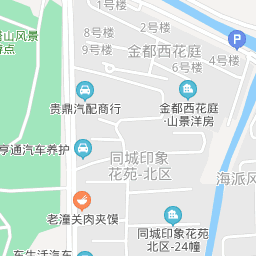 8号楼
1号楼
金都西花庭
9号楼
4号楼
6号楼
P
山风景
点
贵鼎汽配商行
金都西花庭
-山景洋房
亨通汽车养护
同城印象
花苑-北区
海派风
老潼关肉夹馍
同城印象花苑
北区-24幢
车生活汽车